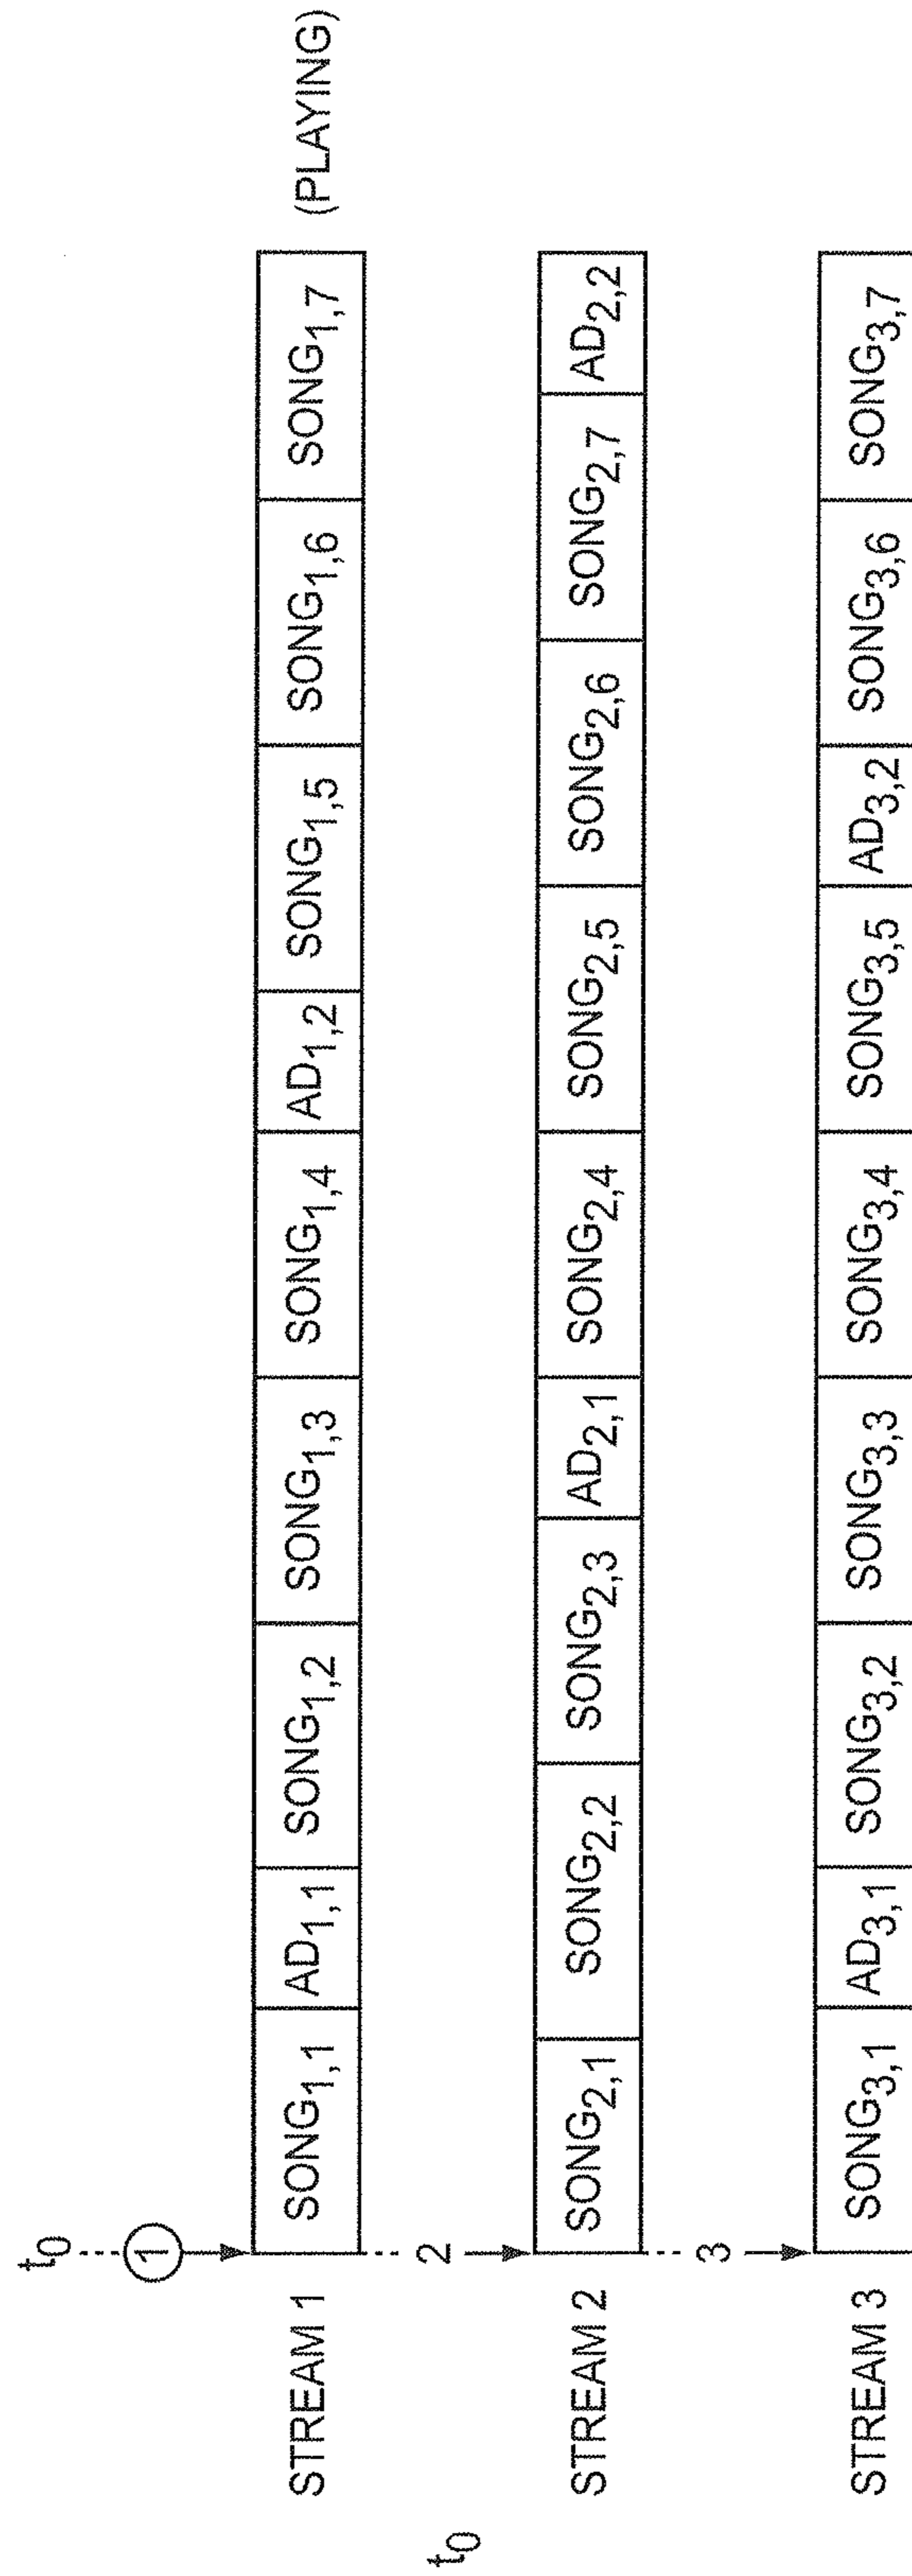 t0
1
STREAM 1 SONG1,1 AD1,1 SONG1,2 SONG1,3 SONG1,4 AD1,2 SONG1,5 SONG1,6 SONG1,7 (PLAYING)
2
STREAM 2 SONG2,1 SONG2,2 SONG2,3 AD2,1 SONG2,4 SONG2,5 SONG2,6 SONG2,7 AD2,2
t0
3
STREAM 3 SONG3,1 AD3,1 SONG3,2 SONG3,3 SONG3,4 SONG3,5 AD3,2 SONG3,6 SONG3,7